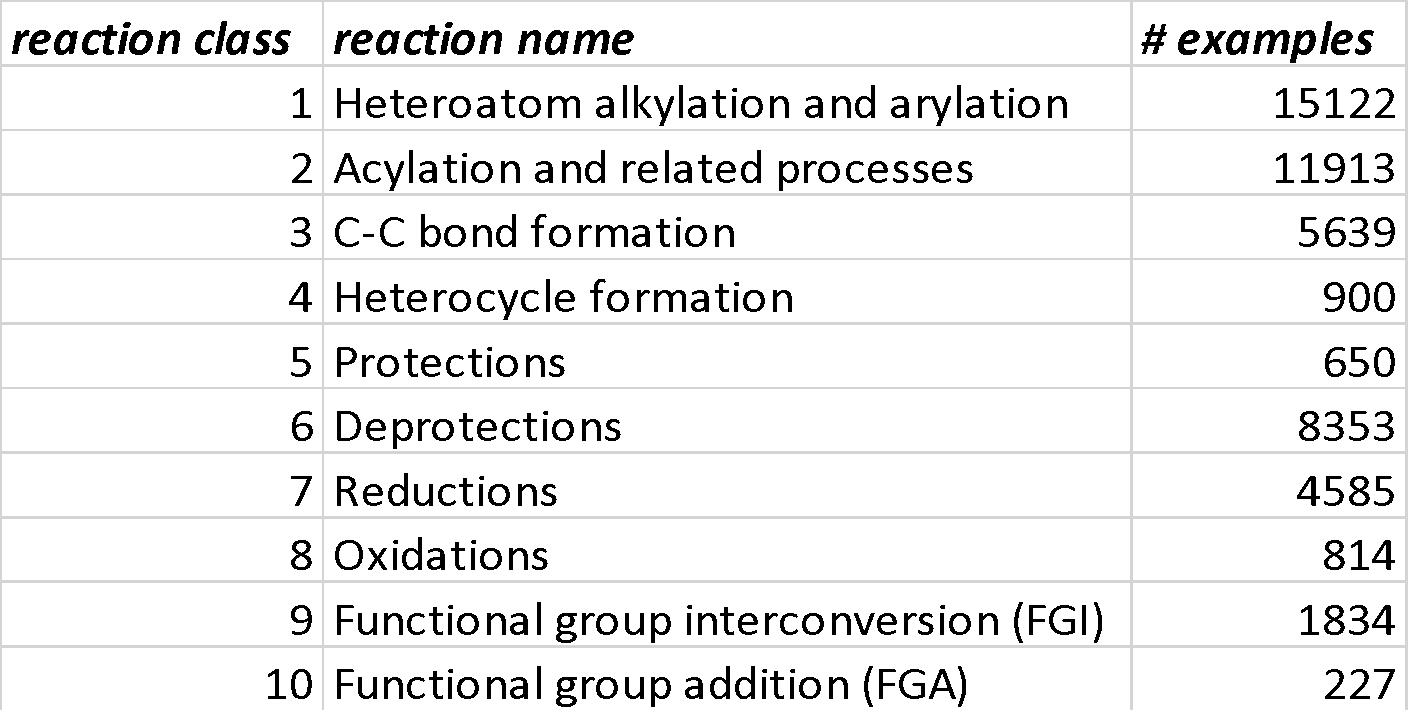 reaction class reaction name # examples
1 Heteroatom alkylation and arylation 15122
2 Acylation and related processes 11913
3 C-C bond formation 5639
4 Heterocycle formation 900
5 Protections 650
6 Deprotections 8353
7 Reductions 4585
8 Oxidations 814
9 Functional group interconversion (FGI) 1834
10 Functional group addition (FGA) 227